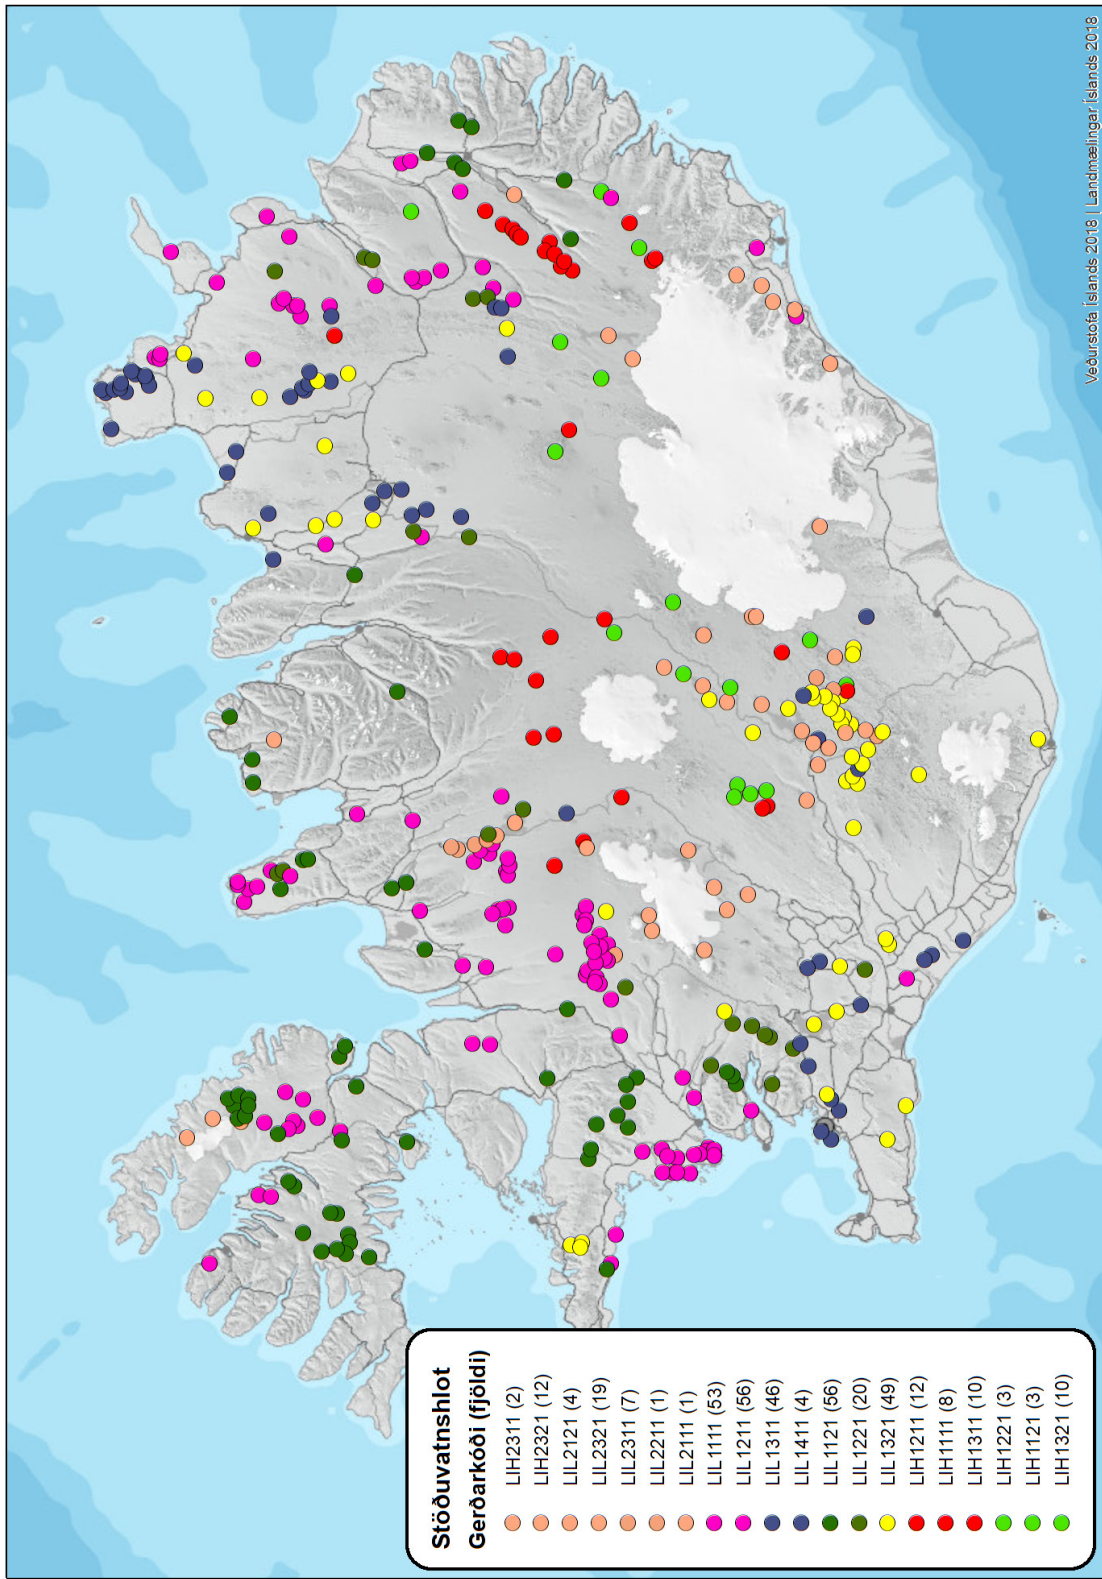 Stöðuvatnshlot
Gerðarkóði (fjöldi)
LIH2311 (2)
LIH2321 (12)
LIL2121 (4)
LIL2321 (19)
LIL2311 (7)
LIL2211 (1)
LIL2111 (1)
LIL1111 (53)
LIL1211 (56)
LIL1311 (46)
LIL1411 (4)
LIL1121 (56)
LIL1221 (20)
LIL1321 (49)
LIH1211 (12)
LIH1111 (8)
LIH1311 (10)
LIH1221 (3)
LIH1121 (3)
LIH1321 (10)
Veðurstofa Íslands 2018 | Landmælingar Íslands 2018